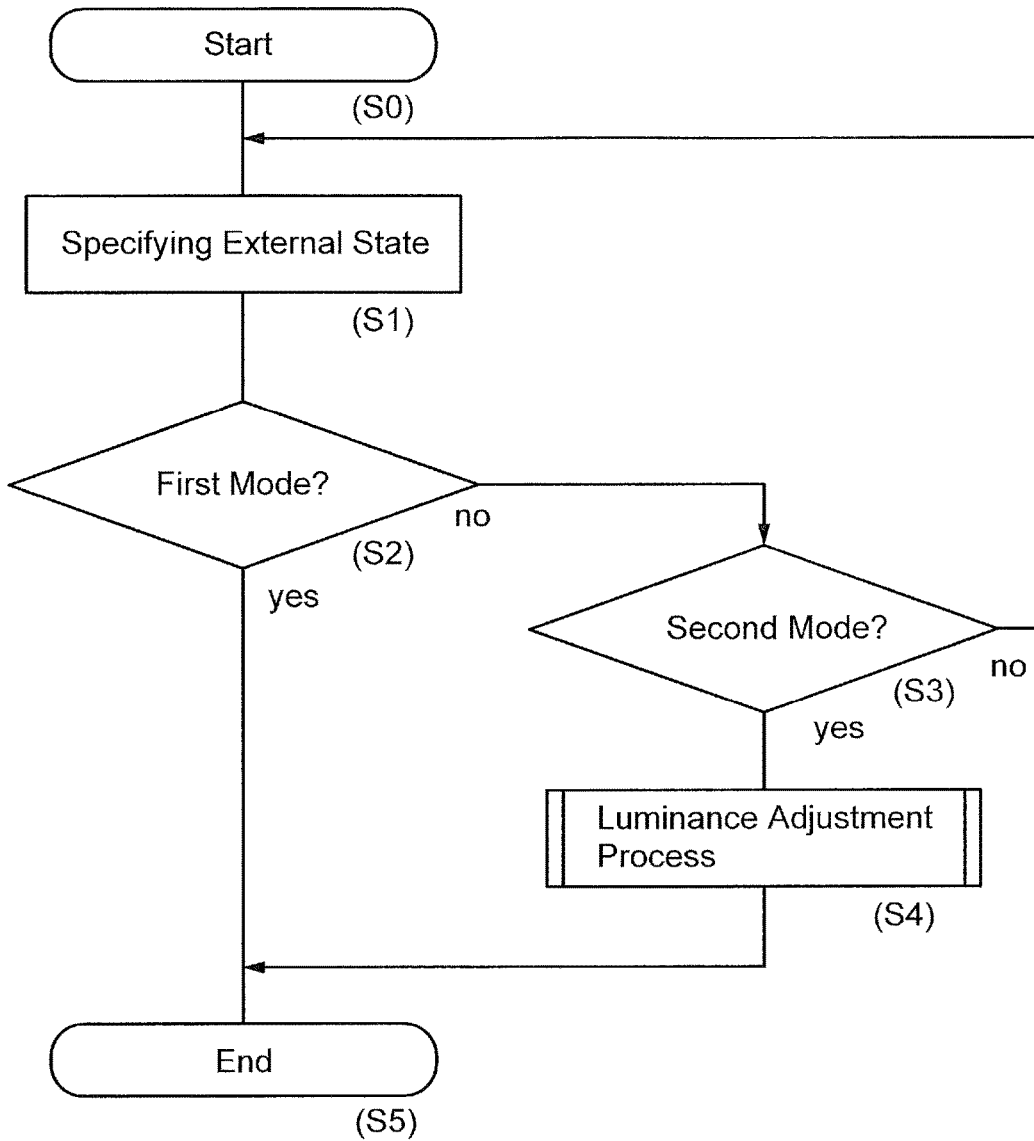 Start
(S0)
Specifying External State
(S1)
First Mode?
(S2)
no
yes
Second Mode?
(S3)
no
yes
Luminance Adjustment
Process
(S4)
End
(S5)